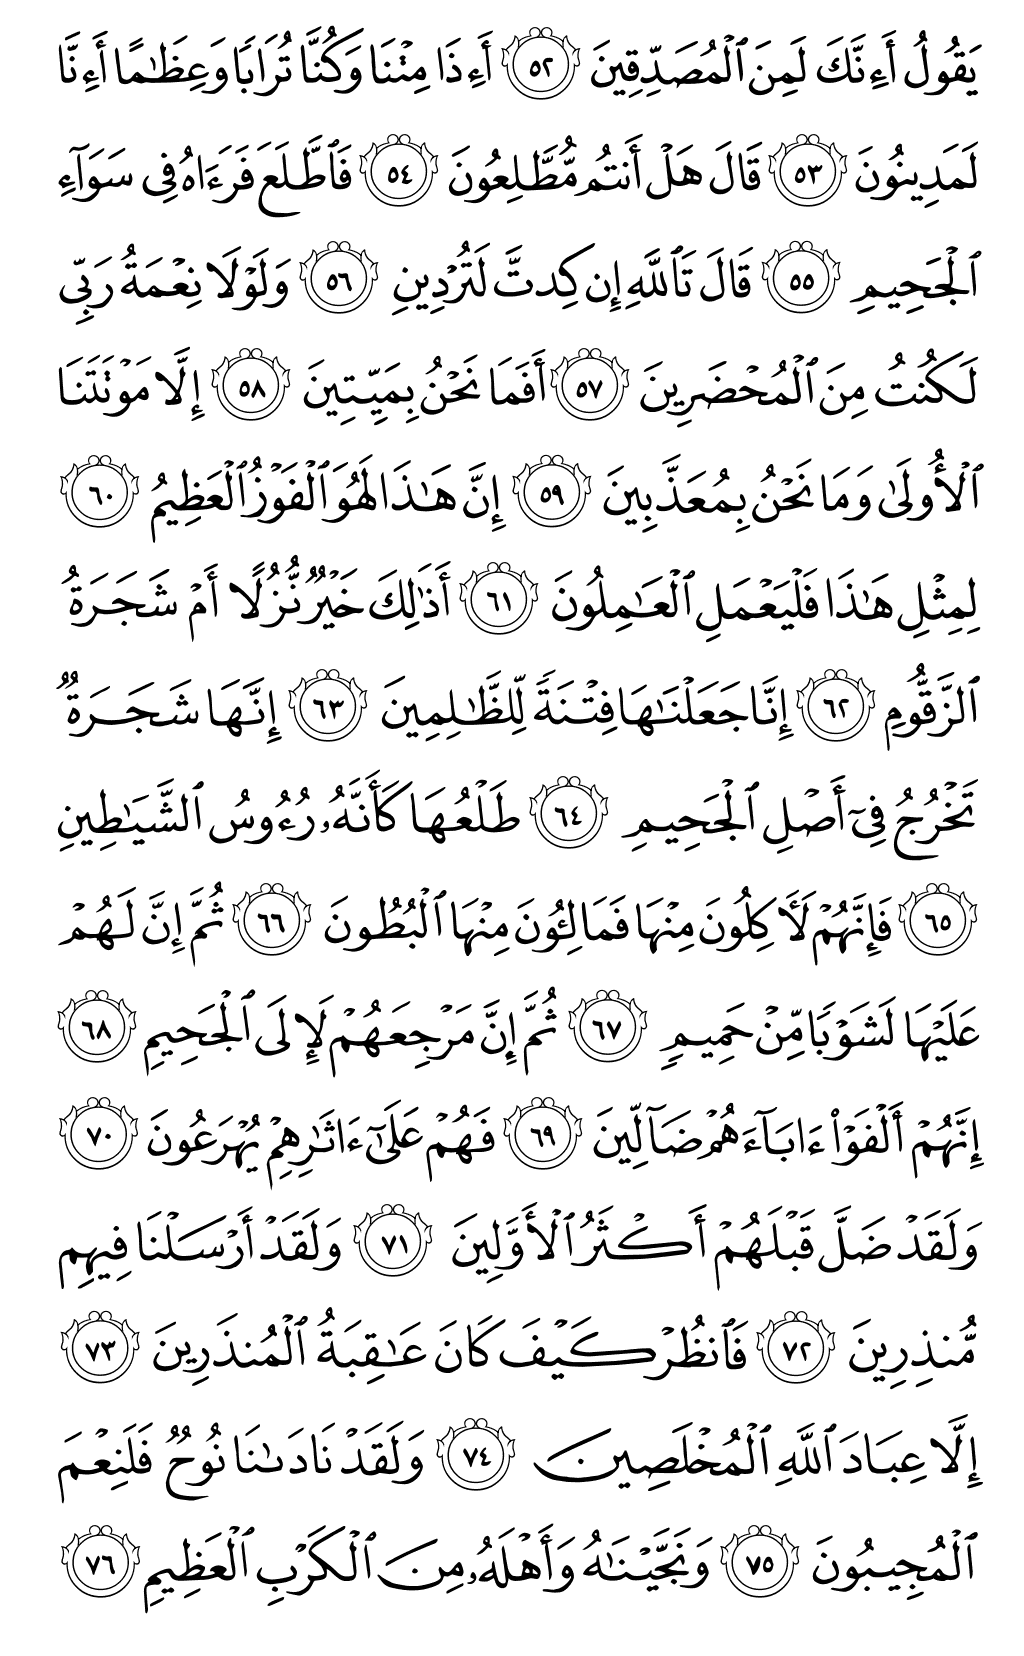 يَقُولُ أَءِنَّكَ لَمِنَ ٱلْمُصَدِّقِينَ ٥٢ أَءِذَا مِتْنَا وَكُنَّا تُرَابًا وَعِظَٰمًا أَءِنَّا
لَمَدِينُونَ ٥٣ قَالَ هَلْ أَنتُم مُّطَّلِعُونَ ٥٤ فَٱطَّلَعَ فَرَءَاهُ فِى سَوَآءِ
ٱلْجَحِيمِ ٥٥ قَالَ تَٱللَّهِ إِن كِدتَّ لَتُرْدِينِ ٥٦ وَلَوْلَا نِعْمَةُ رَبِّى
لَكُنتُ مِنَ ٱلْمُحْضَرِينَ ٥٧ أَفَمَا نَحْنُ بِمَيِّتِينَ ٥٨ إِلَّا مَوْتَتَنَا
ٱلْأُولَىٰ وَمَا نَحْنُ بِمُعَذَّبِينَ ٥٩ إِنَّ هَٰذَا لَهُوَ ٱلْفَوْزُ ٱلْعَظِيمُ ٦٠
لِمِثْلِ هَٰذَا فَلْيَعْمَلِ ٱلْعَٰمِلُونَ ٦١ أَذَٰلِكَ خَيْرٌ نُّزُلًا أَمْ شَجَرَةُ
ٱلزَّقُّومِ ٦٢ إِنَّا جَعَلْنَٰهَا فِتْنَةً لِّلظَّٰلِمِينَ ٦٣ إِنَّهَا شَجَرَةٌ
تَخْرُجُ فِىٓ أَصْلِ ٱلْجَحِيمِ ٦٤ طَلْعُهَا كَأَنَّهُۥ رُءُوسُ ٱلشَّيَٰطِينِ
٦٥ فَإِنَّهُمْ لَءَاكِلُونَ مِنْهَا فَمَالِـُٔونَ مِنْهَا ٱلْبُطُونَ ٦٦ ثُمَّ إِنَّ لَهُمْ
عَلَيْهَا لَشَوْبًا مِّنْ حَمِيمٍ ٦٧ ثُمَّ إِنَّ مَرْجِعَهُمْ لَإِلَى ٱلْجَحِيمِ ٦٨
إِنَّهُمْ أَلْفَوْا۟ ءَابَآءَهُمْ ضَآلِّينَ ٦٩ فَهُمْ عَلَىٰٓ ءَاثَٰرِهِمْ يُهْرَعُونَ ٧٠
وَلَقَدْ ضَلَّ قَبْلَهُمْ أَكْثَرُ ٱلْأَوَّلِينَ ٧١ وَلَقَدْ أَرْسَلْنَا فِيهِم
مُّنذِرِينَ ٧٢ فَٱنظُرْ كَيْفَ كَانَ عَٰقِبَةُ ٱلْمُنذَرِينَ ٧٣
إِلَّا عِبَادَ ٱللَّهِ ٱلْمُخْلَصِينَ ٧٤ وَلَقَدْ نَادَىٰنَا نُوحٌ فَلَنِعْمَ
ٱلْمُجِيبُونَ ٧٥ وَنَجَّيْنَٰهُ وَأَهْلَهُۥ مِنَ ٱلْكَرْبِ ٱلْعَظِيمِ ٧٦